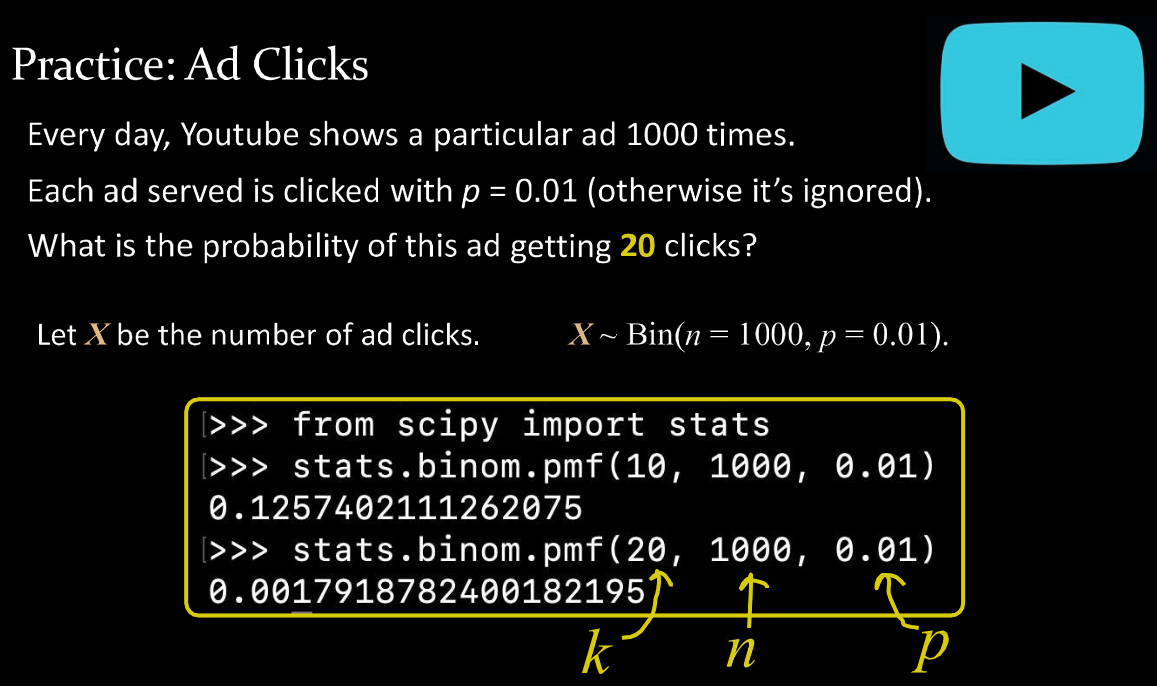 Practice: Ad Clicks
Every day, Youtube shows a particular ad 1000 times.
Each ad served is clicked with p = 0.01 (otherwise it’s ignored).
What is the probability of this ad getting 20 clicks?
Let X be the number of ad clicks. X ~ Bin(n = 1000, p = 0.01).
[>>> from scipy import stats
[>>> stats.binom.pmf(10, 1000, 0.01)
0.1257402111262075
[>>> stats.binom.pmf(20, 1000, 0.01)
0.0017918782400182195
k n p